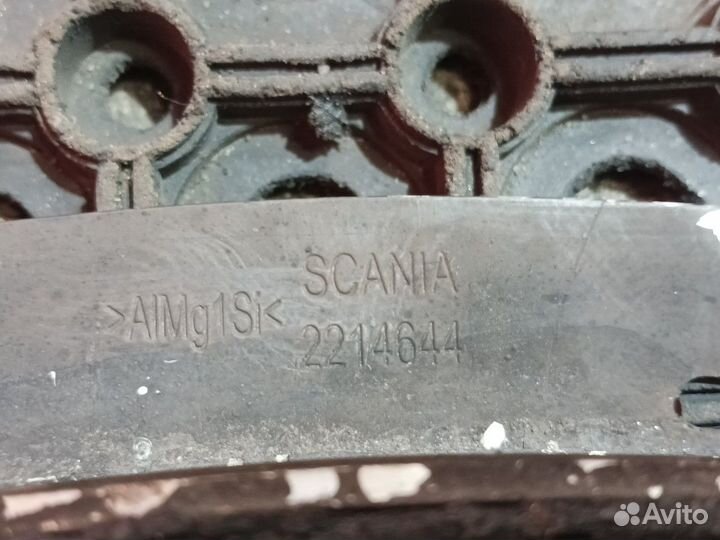 SCANIA
>AlMg1Si<
2214644
Avito